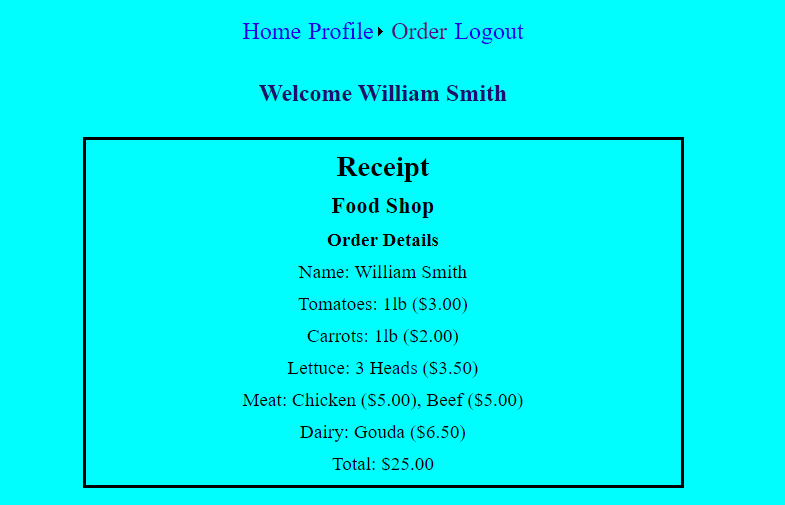 Home Profile Order Logout
Welcome William Smith
Receipt
Food Shop
Order Details
Name: William Smith
Tomatoes: 1lb ($3.00)
Carrots: 1lb ($2.00)
Lettuce: 3 Heads ($3.50)
Meat: Chicken ($5.00), Beef ($5.00)
Dairy: Gouda ($6.50)
Total: $25.00